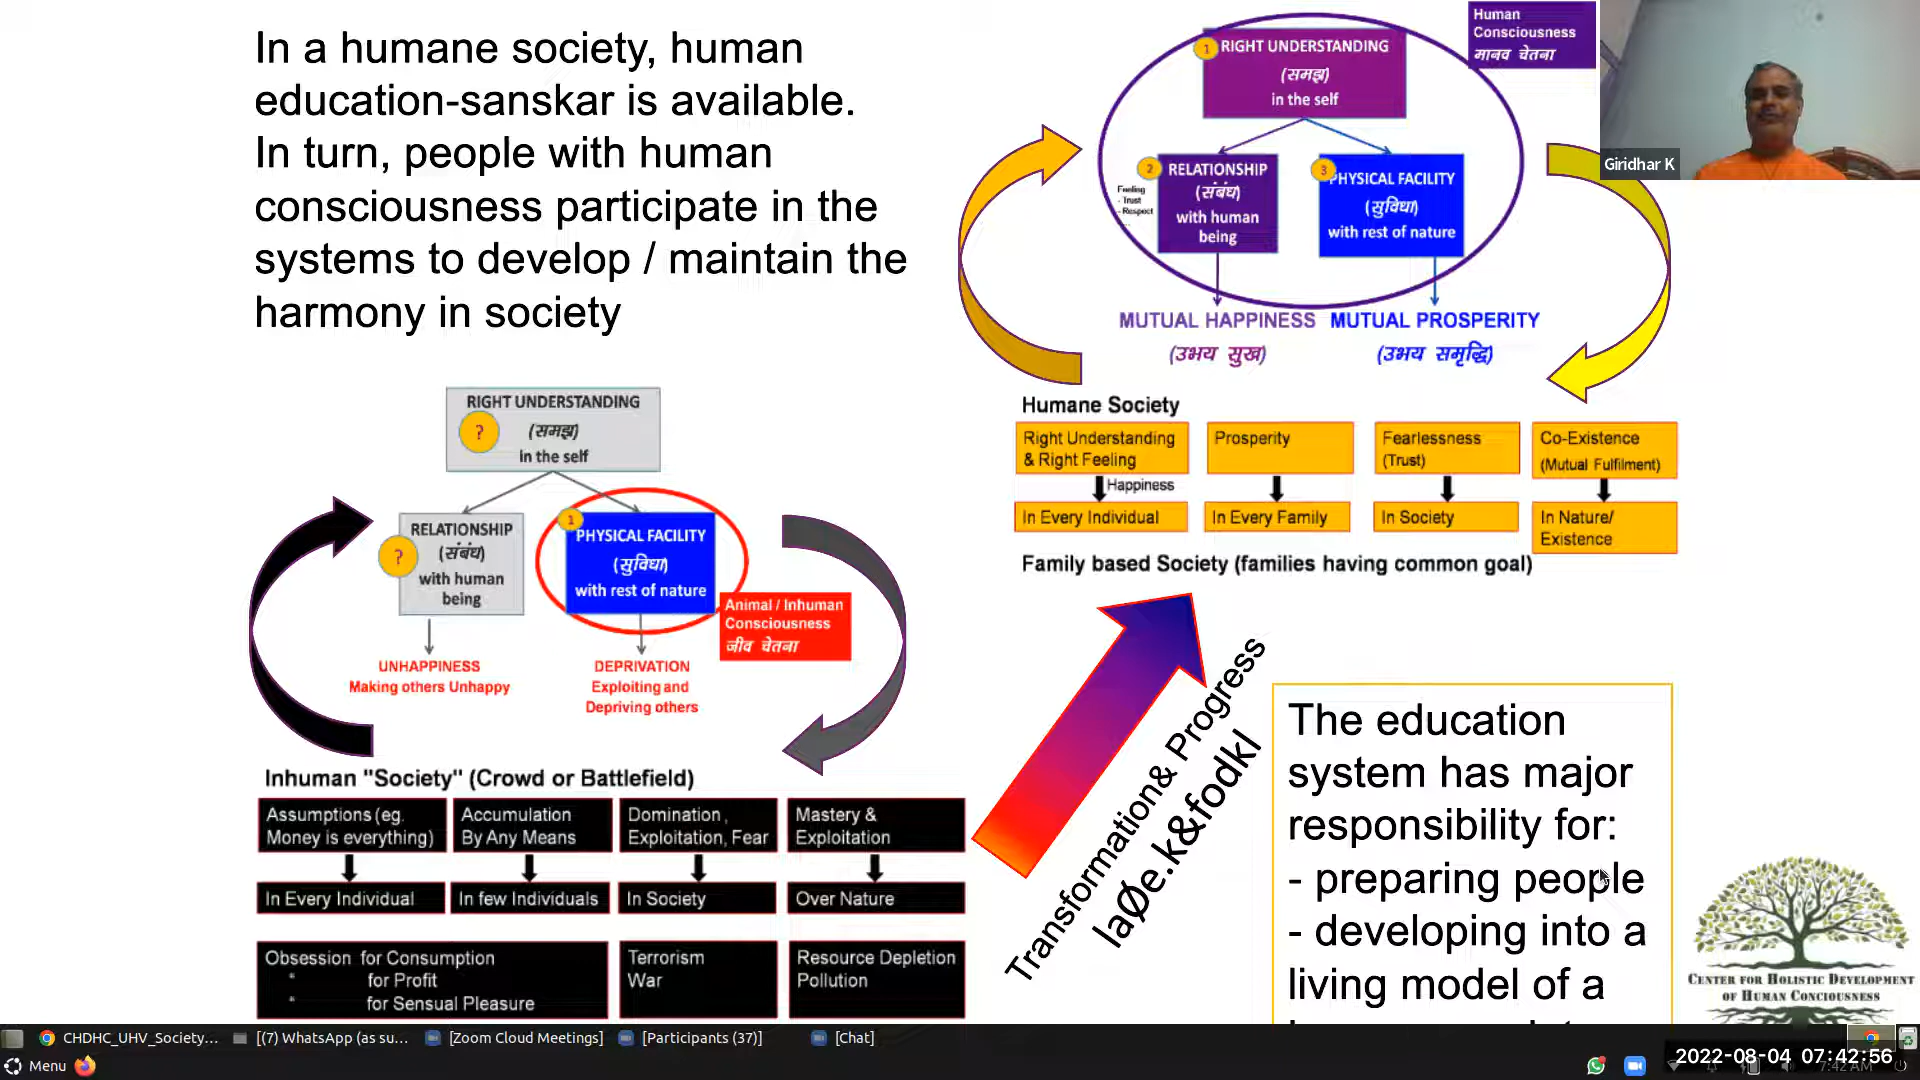 In a humane society, human
education-sanskar is available.
In turn, people with human
consciousness participate in the
systems to develop / maintain the
harmony in society
Human
Consciousness
मानव चेतना
1
RIGHT UNDERSTANDING
(समझ)
in the self
2
RELATIONSHIP
(संबंध)
with human
being
Feeling
- Trust
- Respect
3
PHYSICAL FACILITY
(सुविधा)
with rest of nature
MUTUAL HAPPINESS
(उभय सुख)
MUTUAL PROSPERITY
(उभय समृद्धि)
Giridhar K
Humane Society
Right Understanding
& Right Feeling
Happiness
In Every Individual
Prosperity
In Every Family
Fearlessness
(Trust)
In Society
Co-Existence
(Mutual Fulfilment)
In Nature/
Existence
Family based Society (families having common goal)
RIGHT UNDERSTANDING
?
(समझ)
in the self
RELATIONSHIP
?
(संबंध)
with human
being
1
PHYSICAL FACILITY
(सुविधा)
with rest of nature
Animal / Inhuman
Consciousness
जीव चेतना
UNHAPPINESS
Making others Unhappy
DEPRIVATION
Exploiting and
Depriving others
Inhuman "Society" (Crowd or Battlefield)
Assumptions (eg.
Money is everything)
In Every Individual
Accumulation
By Any Means
In few Individuals
Domination,
Exploitation, Fear
In Society
Mastery &
Exploitation
Over Nature
Obsession for Consumption
" for Profit
" for Sensual Pleasure
Terrorism
War
Resource Depletion
Pollution
Transformation& Progress
laØe.k&fodkl
The education
system has major
responsibility for:
- preparing people
- developing into a
living model of a
CENTER FOR HOLISTIC DEVELOPMENT
OF HUMAN CONCIOUSNESS
CHDHC_UHV_Society...
[(7) WhatsApp (as su...
[Zoom Cloud Meetings]
[Participants (37)]
[Chat]
Menu
2022-08-04 07:42:56
7:42 AM